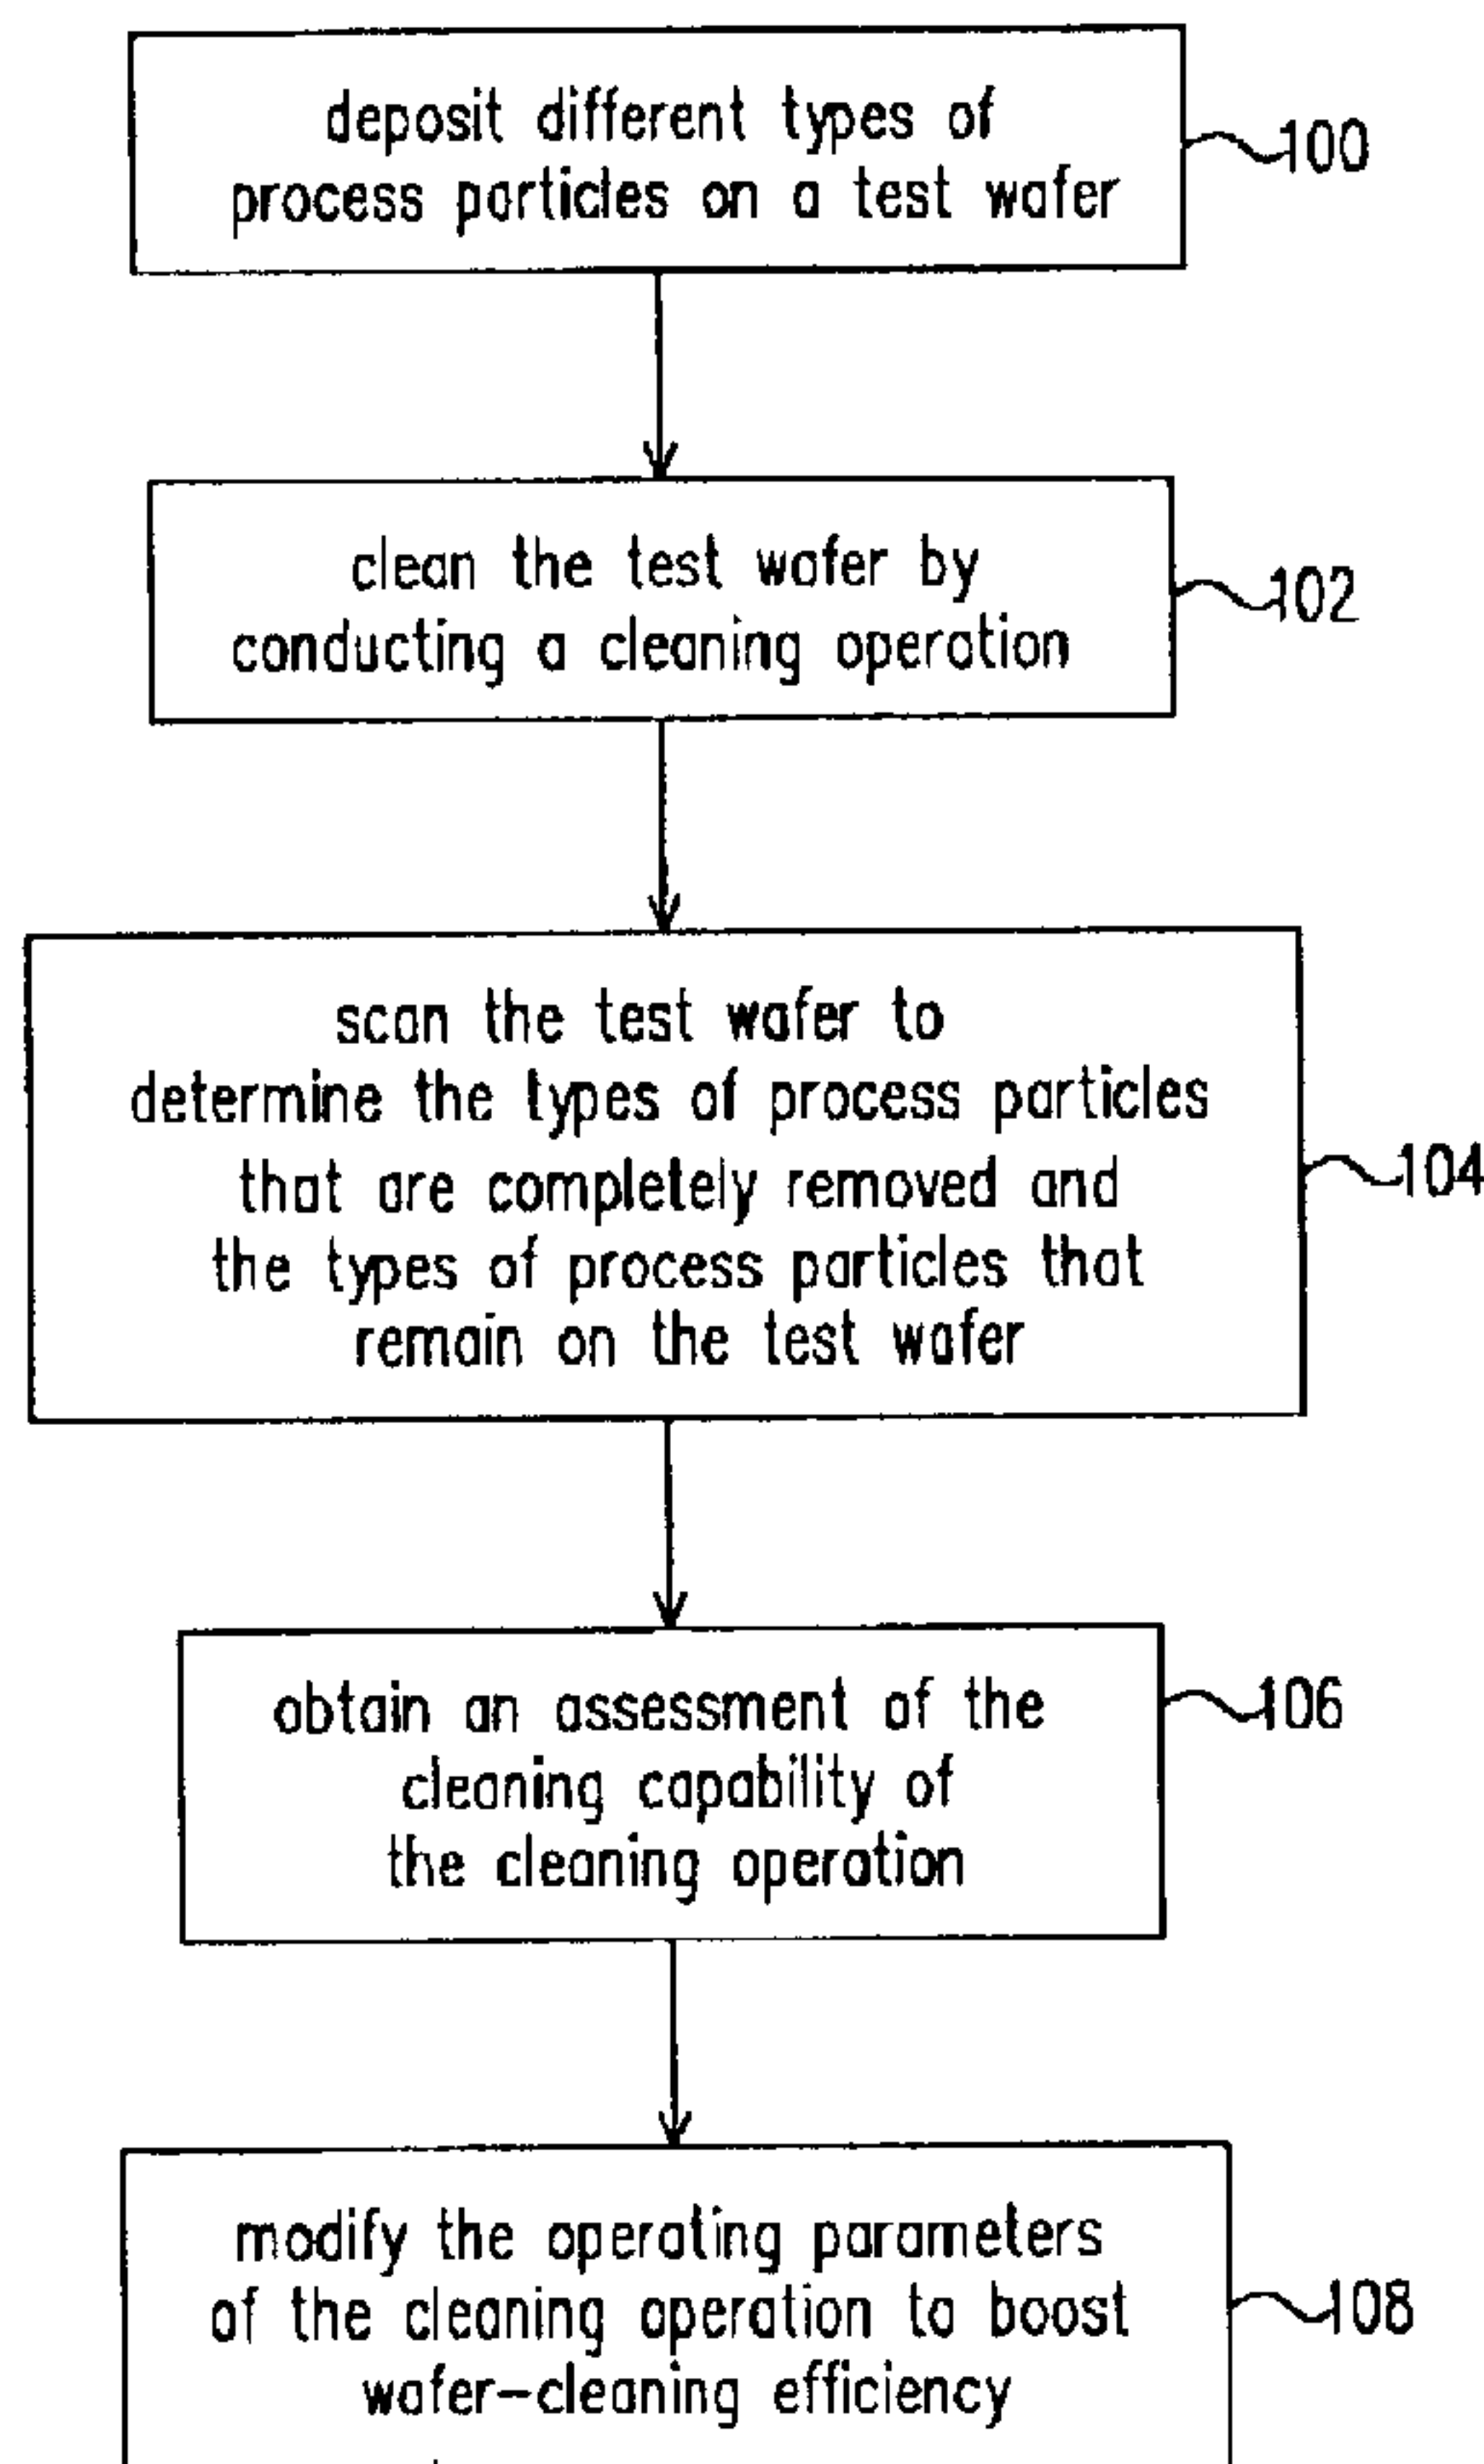 deposit different types of
process particles on a test wafer
100
clean the test wafer by
conducting a cleaning operation
102
scan the test wafer to
determine the types of process particles
that are completely removed and
the types of process particles that
remain on the test wafer
104
obtain an assessment of the
cleaning capability of
the cleaning operation
106
modify the operating parameters
of the cleaning operation to boost
wafer-cleaning efficiency
108